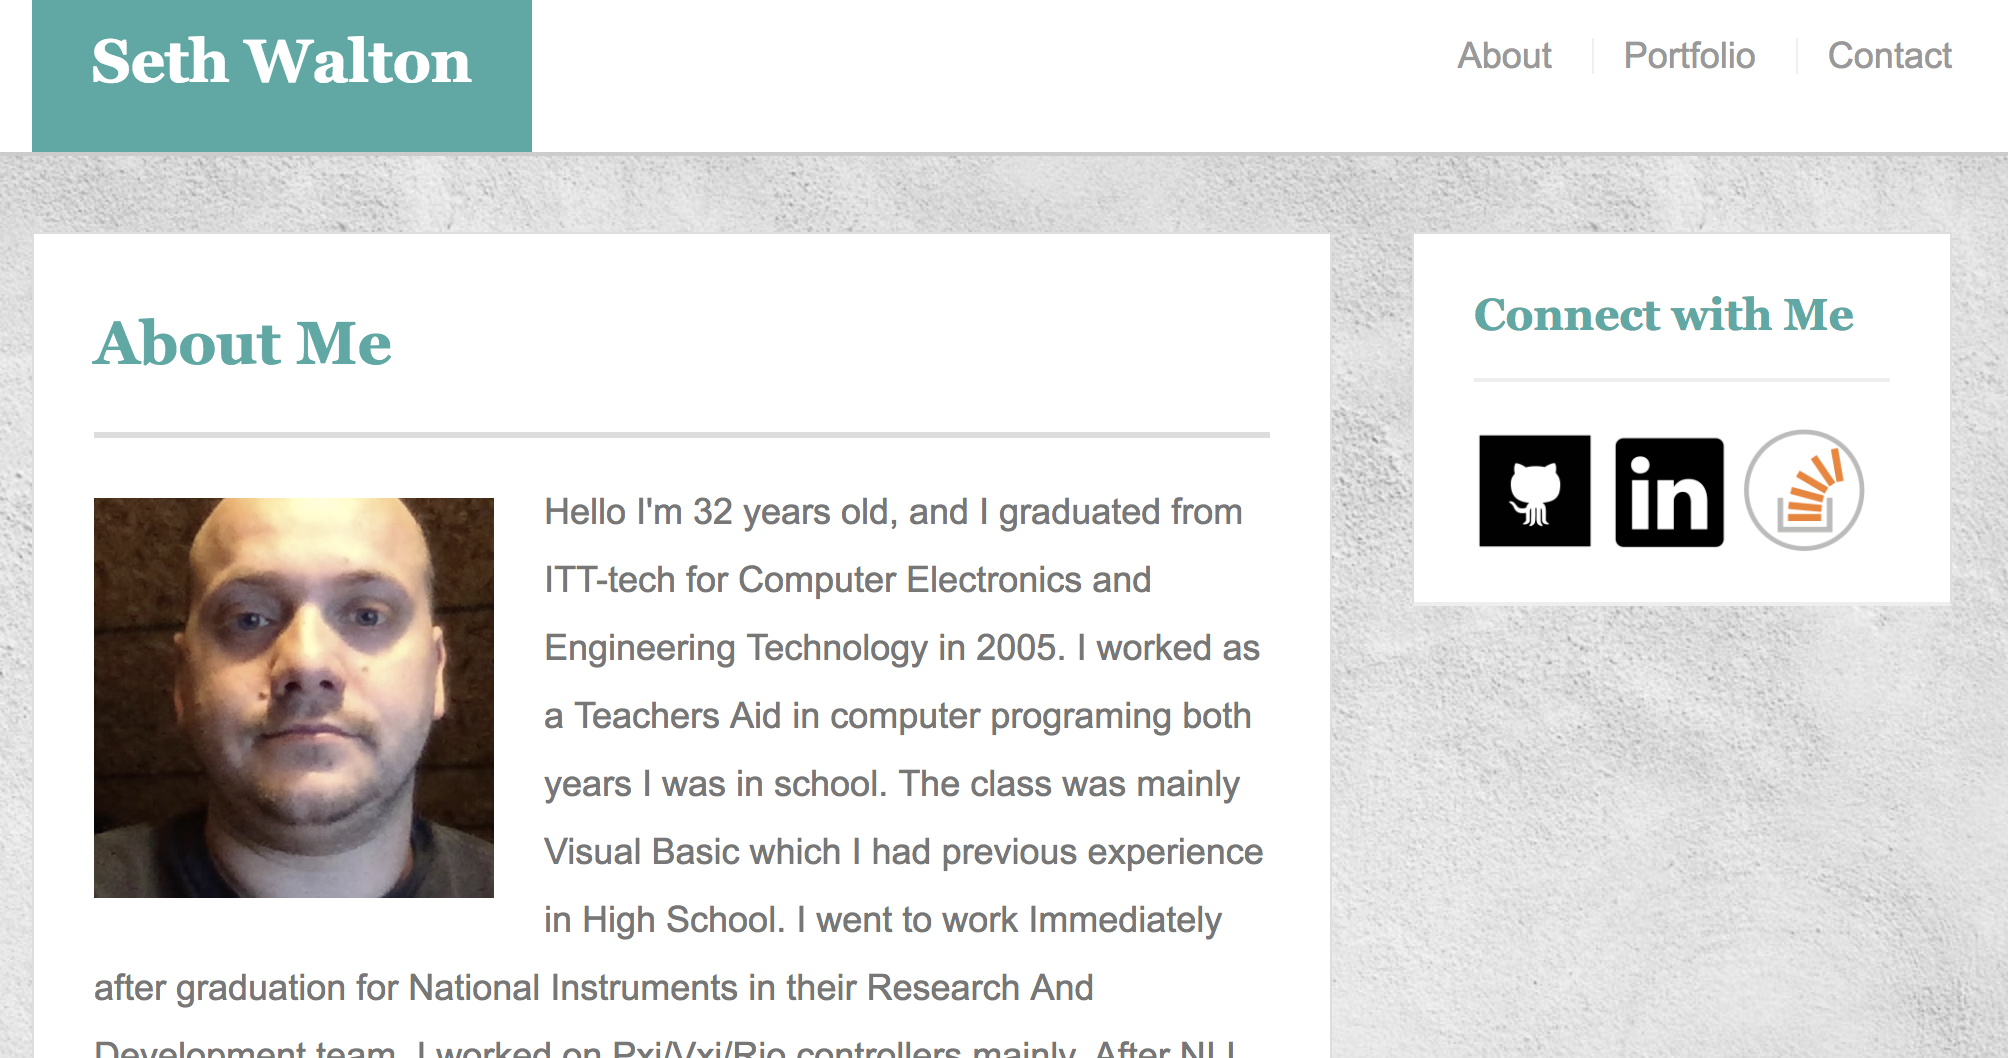 Seth Walton
About
Portfolio
Contact
About Me
Hello I'm 32 years old, and I graduated from
ITT-tech for Computer Electronics and
Engineering Technology in 2005. I worked as
a Teachers Aid in computer programing both
years I was in school. The class was mainly
Visual Basic which I had previous experience
in High School. I went to work Immediately
after graduation for National Instruments in their Research And
Development team. I worked on Pxi/Vxi/Rio controllers mainly. After NI I
Connect with Me
in